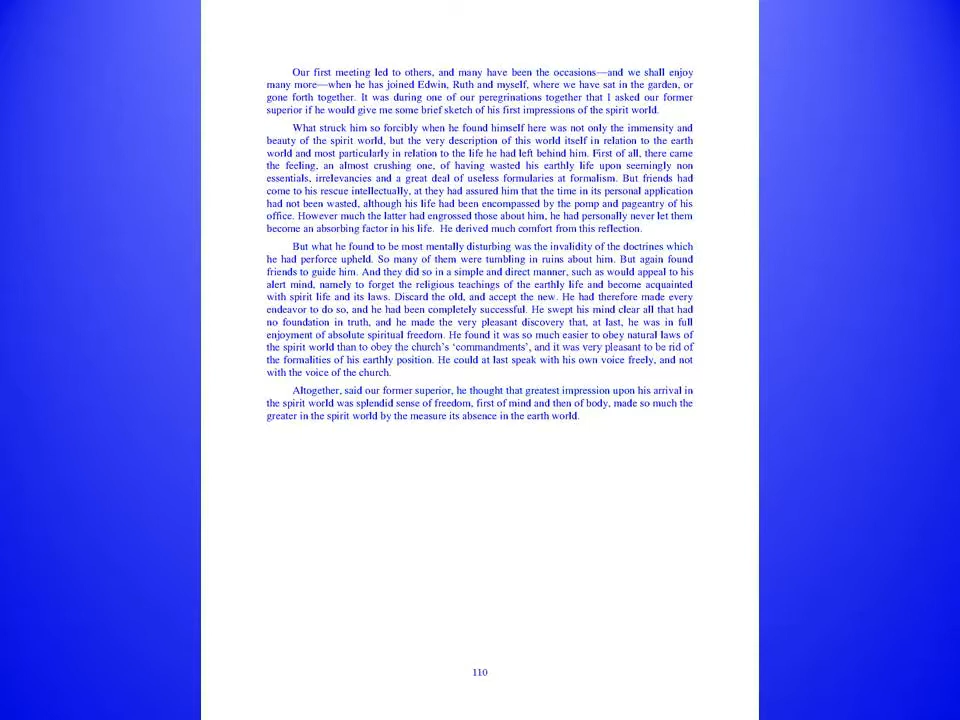 Our first meeting led to others, and many have been the occasions—and we shall enjoy
many more—when he has joined Edwin, Ruth and myself, where we have sat in the garden, or
gone forth together. It was during one of our peregrinations together that I asked our former
superior if he would give me some brief sketch of his first impressions of the spirit world.
What struck him so forcibly when he found himself here was not only the immensity and
beauty of the spirit world, but the very description of this world itself in relation to the earth
world and most particularly in relation to the life he had left behind him. First of all, there came
the feeling, an almost crushing one, of having wasted his earthly life upon seemingly non
essentials, irrelevancies and a great deal of useless formularies at formalism. But friends had
come to his rescue intellectually, at they had assured him that the time in its personal application
had not been wasted, although his life had been encompassed by the pomp and pageantry of his
office. However much the latter had engrossed those about him, he had personally never let them
become an absorbing factor in his life. He derived much comfort from this reflection.
But what he found to be most mentally disturbing was the invalidity of the doctrines which
he had perforce upheld. So many of them were tumbling in ruins about him. But again found
friends to guide him. And they did so in a simple and direct manner, such as would appeal to his
alert mind, namely to forget the religious teachings of the earthly life and become acquainted
with spirit life and its laws. Discard the old, and accept the new. He had therefore made every
endeavor to do so, and he had been completely successful. He swept his mind clear all that had
no foundation in truth, and he made the very pleasant discovery that, at last, he was in full
enjoyment of absolute spiritual freedom. He found it was so much easier to obey natural laws of
the spirit world than to obey the church's ‘commandments’, and it was very pleasant to be rid of
the formalities of his earthly position. He could at last speak with his own voice freely, and not
with the voice of the church.
Altogether, said our former superior, he thought that greatest impression upon his arrival in
the spirit world was splendid sense of freedom, first of mind and then of body, made so much the
greater in the spirit world by the measure its absence in the earth world.
110